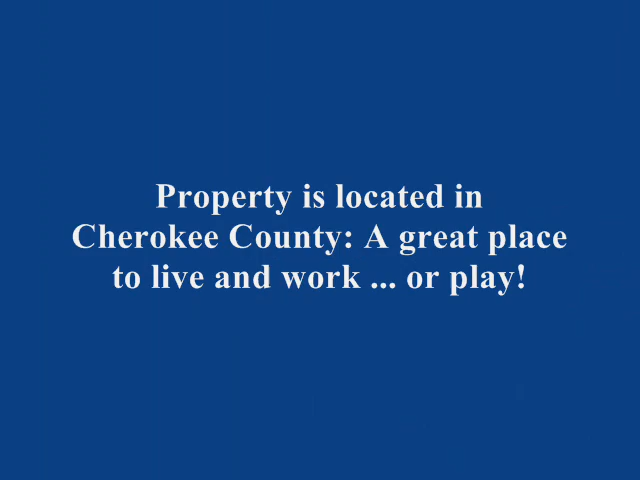 Property is located in
Cherokee County: A great place
to live and work ... or play!